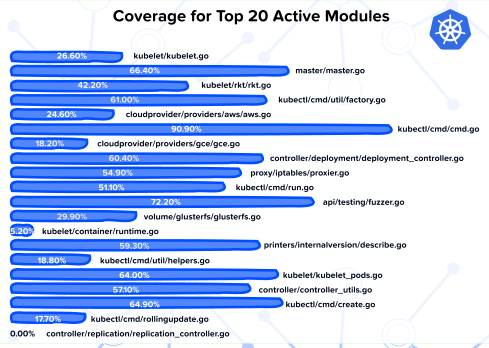 Coverage for Top 20 Active Modules
26.60% kubelet/kubelet.go
66.40% master/master.go
42.20% kubelet/rkt/rkt.go
61.00% kubectl/cmd/util/factory.go
24.60% cloudprovider/providers/aws/aws.go
90.90% kubectl/cmd/cmd.go
18.20% cloudprovider/providers/gce/gce.go
60.40% controller/deployment/deployment_controller.go
54.90% proxy/iptables/proxier.go
51.10% kubectl/cmd/run.go
72.20% api/testing/fuzzer.go
29.90% volume/glusterfs/glusterfs.go
5.20% kubelet/container/runtime.go
59.30% printers/internalversion/describe.go
18.80% kubectl/cmd/util/helpers.go
64.00% kubelet/kubelet_pods.go
57.10% controller/controller_utils.go
64.90% kubectl/cmd/create.go
17.70% kubectl/cmd/rollingupdate.go
0.00% controller/replication/replication_controller.go